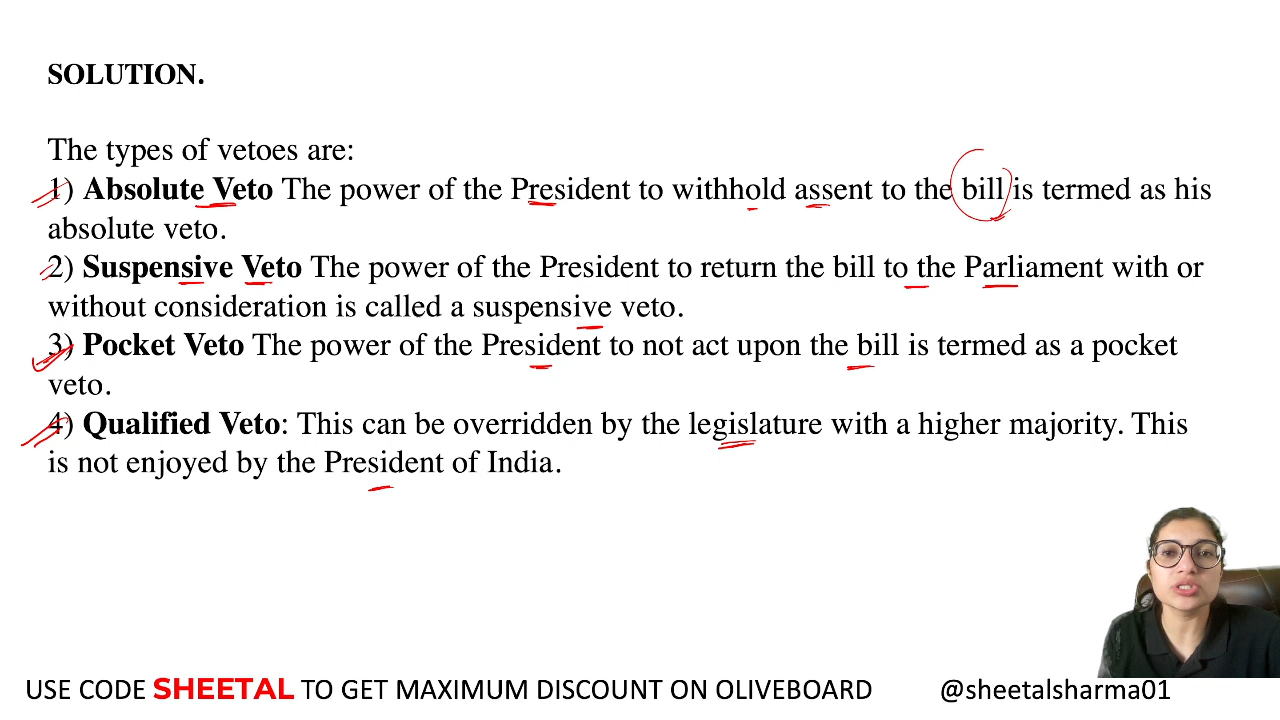 SOLUTION.
The types of vetoes are:
1) Absolute Veto The power of the President to withhold assent to the bill is termed as his
absolute veto.
2) Suspensive Veto The power of the President to return the bill to the Parliament with or
without consideration is called a suspensive veto.
3) Pocket Veto The power of the President to not act upon the bill is termed as a pocket
veto.
4) Qualified Veto: This can be overridden by the legislature with a higher majority. This
is not enjoyed by the President of India.
USE CODE SHEETAL TO GET MAXIMUM DISCOUNT ON OLIVEBOARD @sheetalsharma01